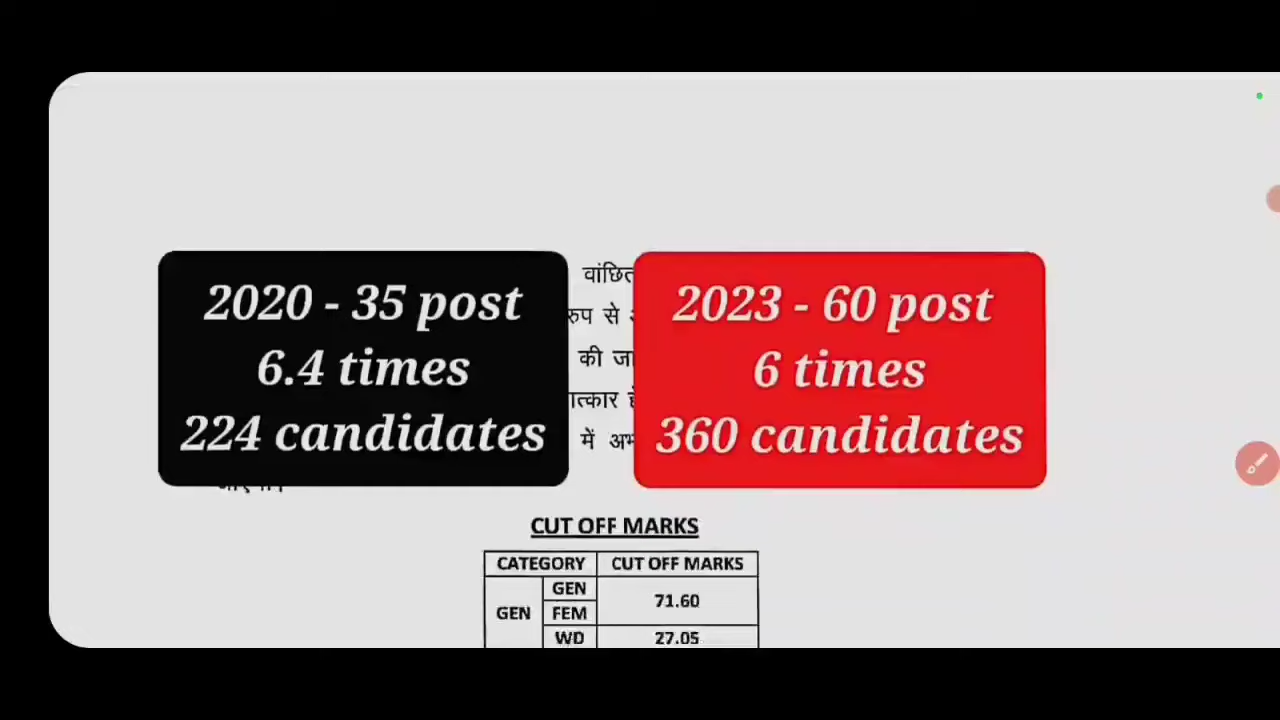 2020 - 35 post
6.4 times
224 candidates
2023 - 60 post
6 times
360 candidates
से
की
में
CUT OFF MARKS
CATEGORY CUT OFF MARKS
GEN GEN 71.60
FEM
WD 27.05